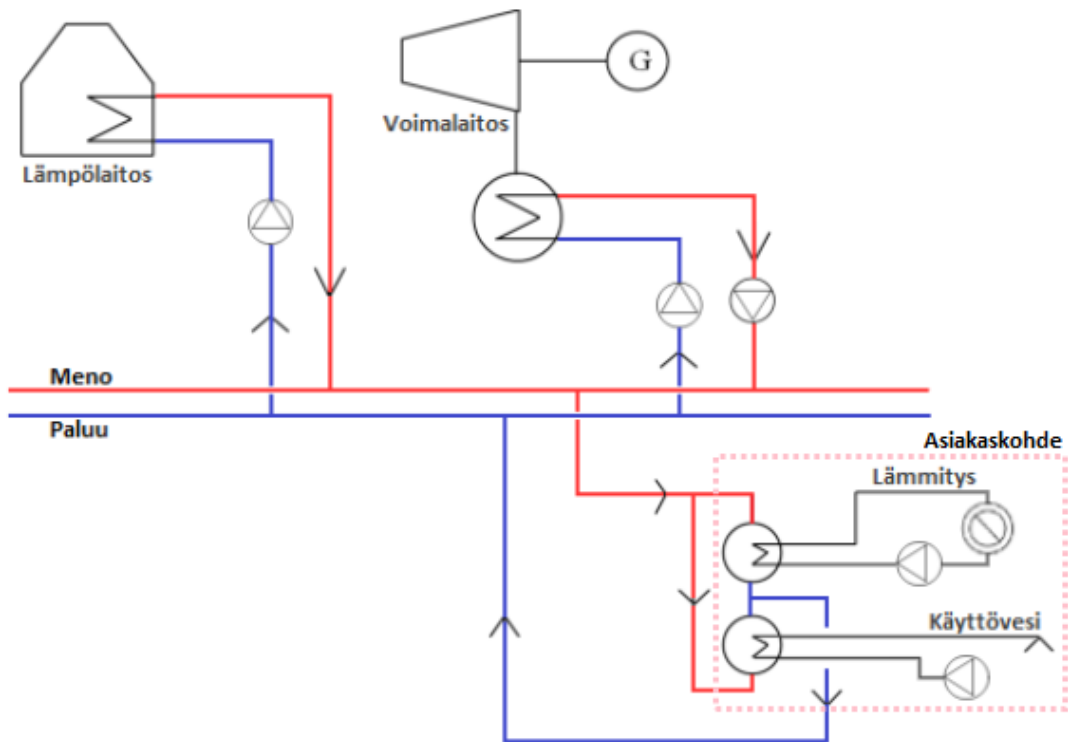 G
Voimalaitos
Lämpölaitos
Meno
Paluu
Asiakaskohde
Lämmitys
Käyttövesi